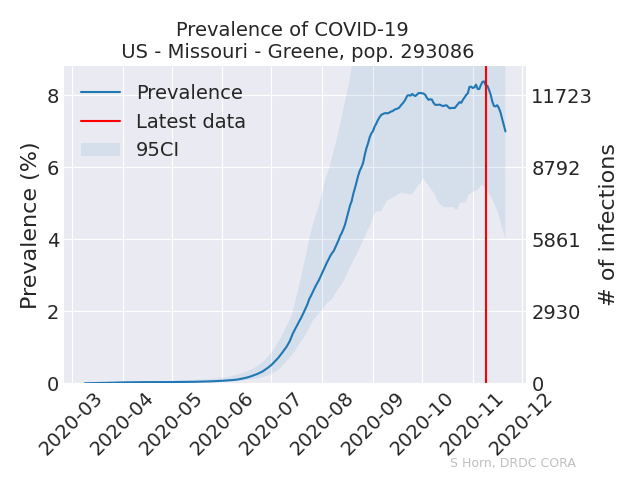 Prevalence of COVID-19
US - Missouri - Greene, pop. 293086
Prevalence
Latest data
95CI
Prevalence (%)
8
6
4
2
0
11723
8792
5861
2930
0
# of infections
2020-03
2020-04
2020-05
2020-06
2020-07
2020-08
2020-09
2020-10
2020-11
2020-12
S Horn, DRDC CORA